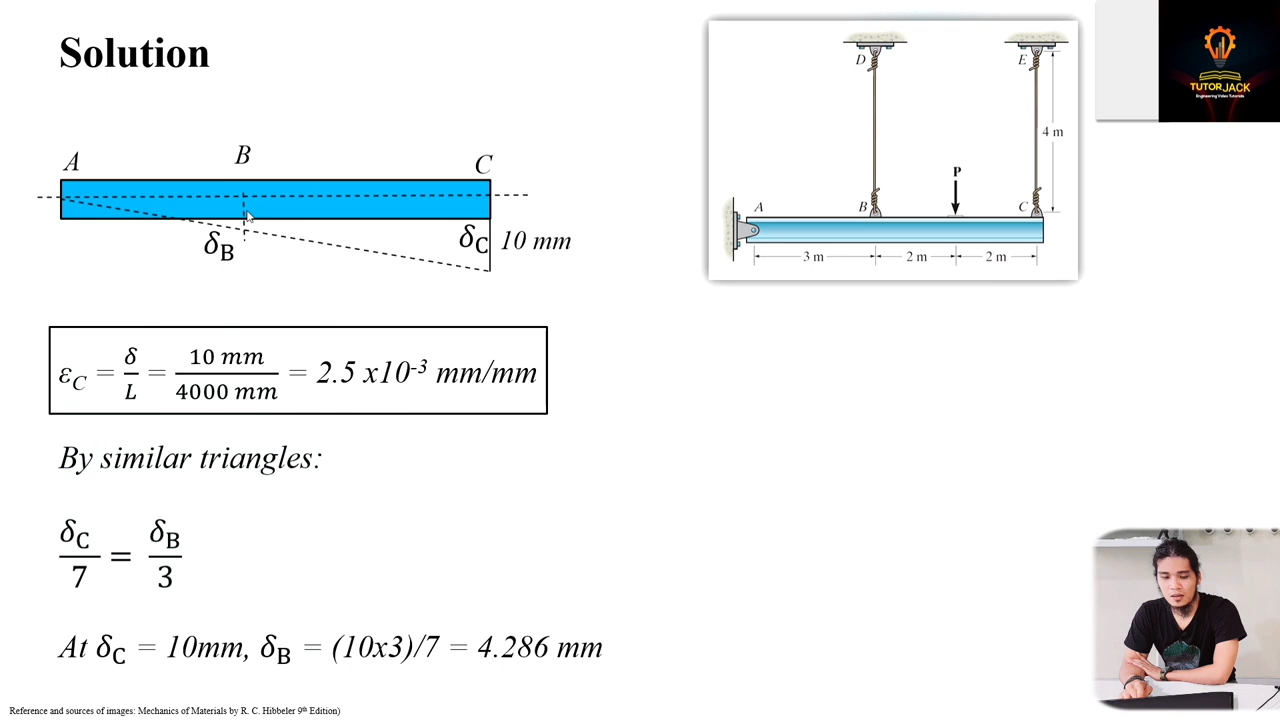 Solution
A B C
δB δC 10 mm
εC = δ/L = 10 mm/4000 mm = 2.5 x10-3 mm/mm
By similar triangles:
δC/7 = δB/3
At δC = 10mm, δB = (10x3)/7 = 4.286 mm
Reference and sources of images: Mechanics of Materials by R. C. Hibbeler 9th Edition)
D E
4 m
P
A B C
3 m 2 m 2 m
TUTORJACK
Engineering Video Tutorials